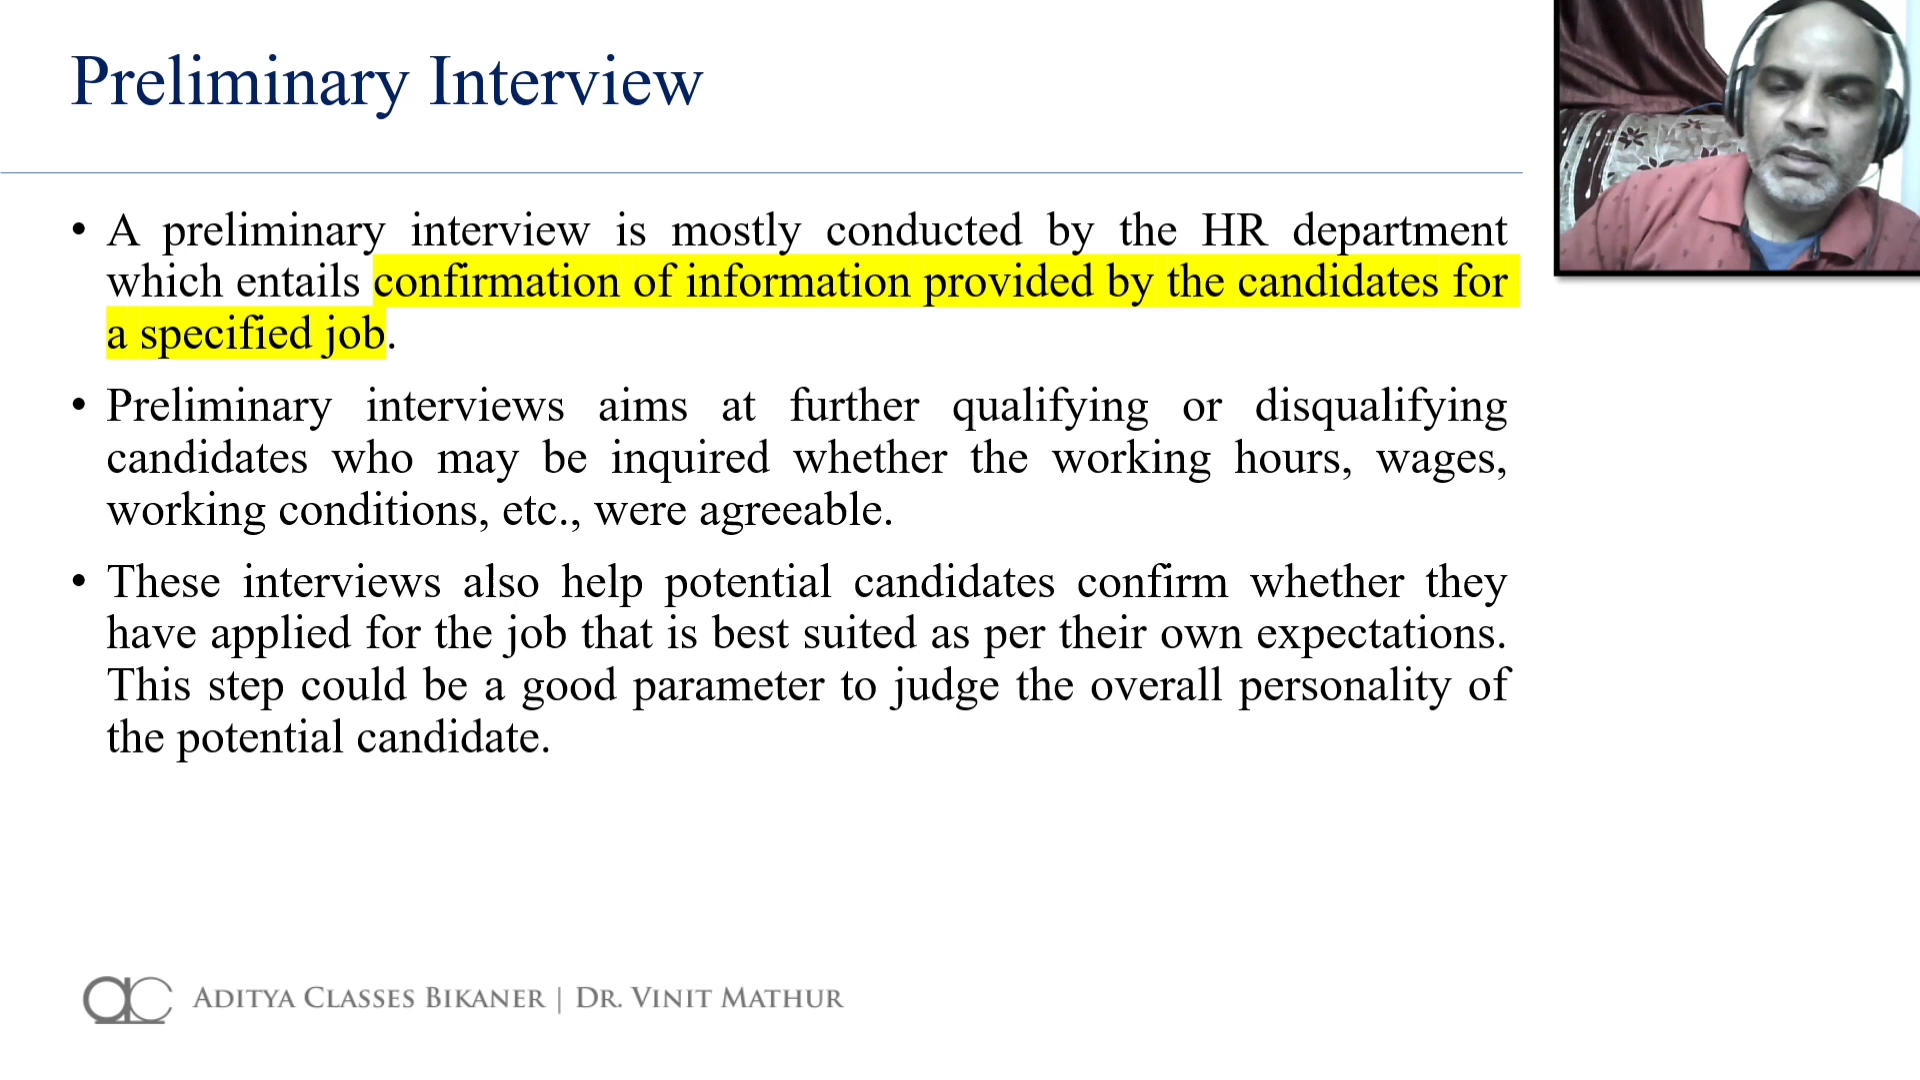 Preliminary Interview
• A preliminary interview is mostly conducted by the HR department
which entails confirmation of information provided by the candidates for
a specified job.
• Preliminary interviews aims at further qualifying or disqualifying
candidates who may be inquired whether the working hours, wages,
working conditions, etc., were agreeable.
• These interviews also help potential candidates confirm whether they
have applied for the job that is best suited as per their own expectations.
This step could be a good parameter to judge the overall personality of
the potential candidate.
ADITYA CLASSES BIKANER | DR. VINIT MATHUR